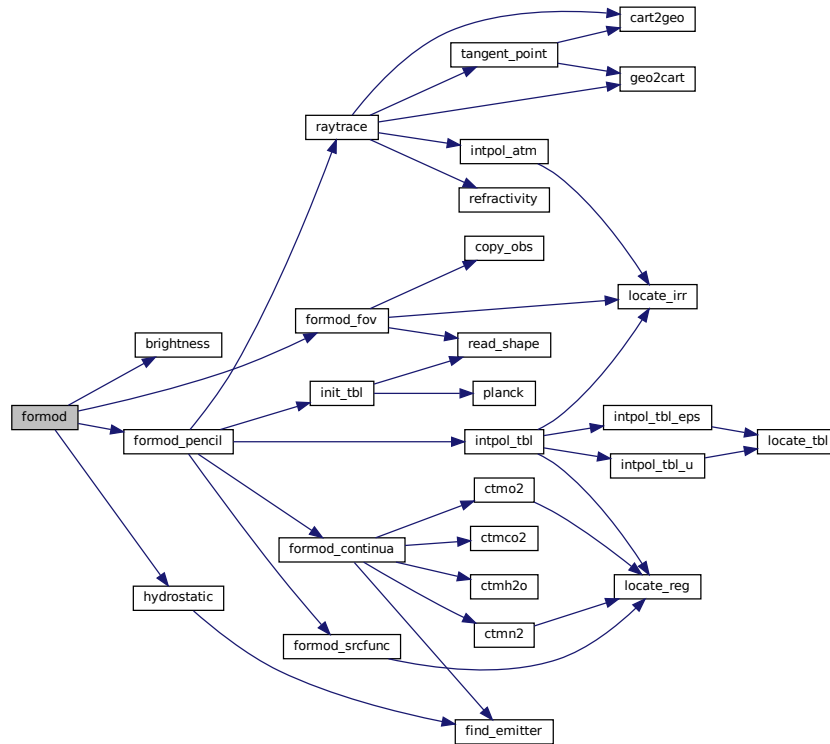 cart2geo
tangent_point
geo2cart
raytrace
intpol_atm
refractivity
copy_obs
locate_irr
formod_fov
brightness
read_shape
init_tbl
planck
formod
formod_pencil
intpol_tbl
intpol_tbl_eps
locate_tbl
intpol_tbl_u
ctmo2
formod_continua
ctmco2
ctmh2o
locate_reg
hydrostatic
ctmn2
formod_srcfunc
find_emitter